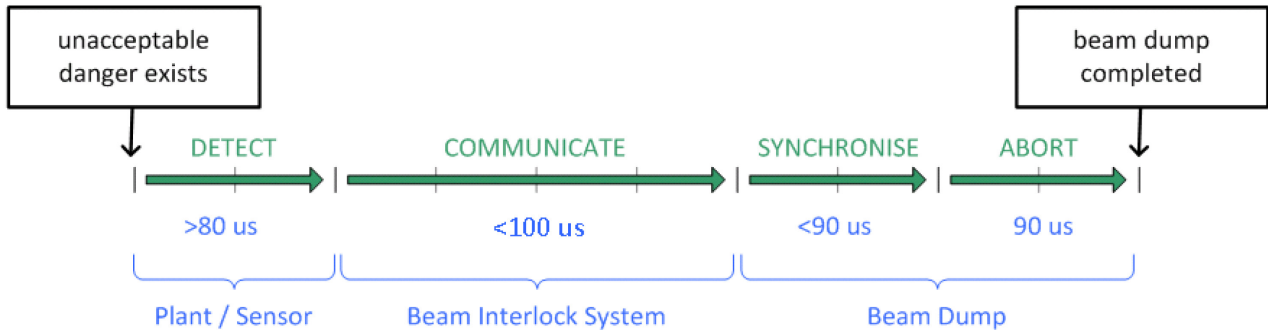 unacceptable
danger exists
beam dump
completed
DETECT
COMMUNICATE
SYNCHRONISE
ABORT
>80 us
<100 us
<90 us
90 us
Plant / Sensor
Beam Interlock System
Beam Dump